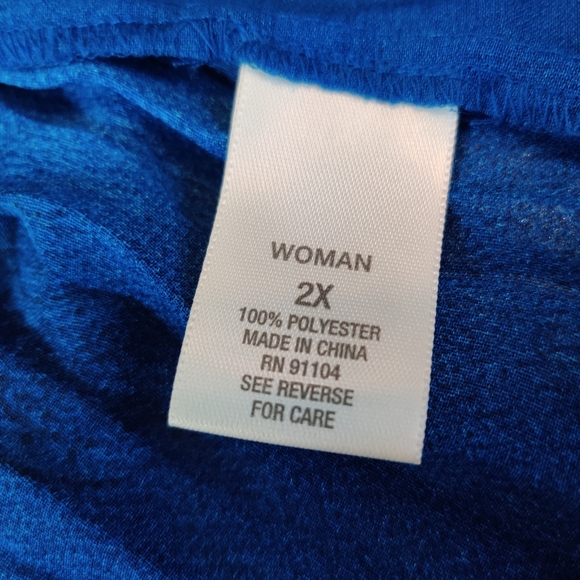 WOMAN
2X
100% POLYESTER
MADE IN CHINA
RN 91104
SEE REVERSE
FOR CARE